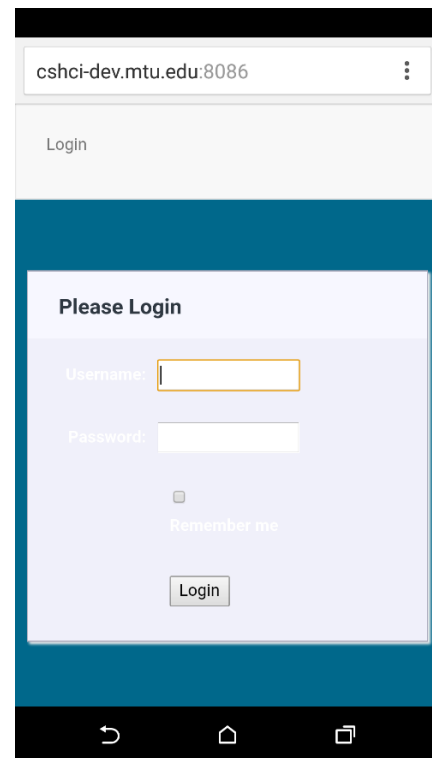 cshci-dev.mtu.edu:8086
Login
Please Login
Username:
Password:
Remember me
Login